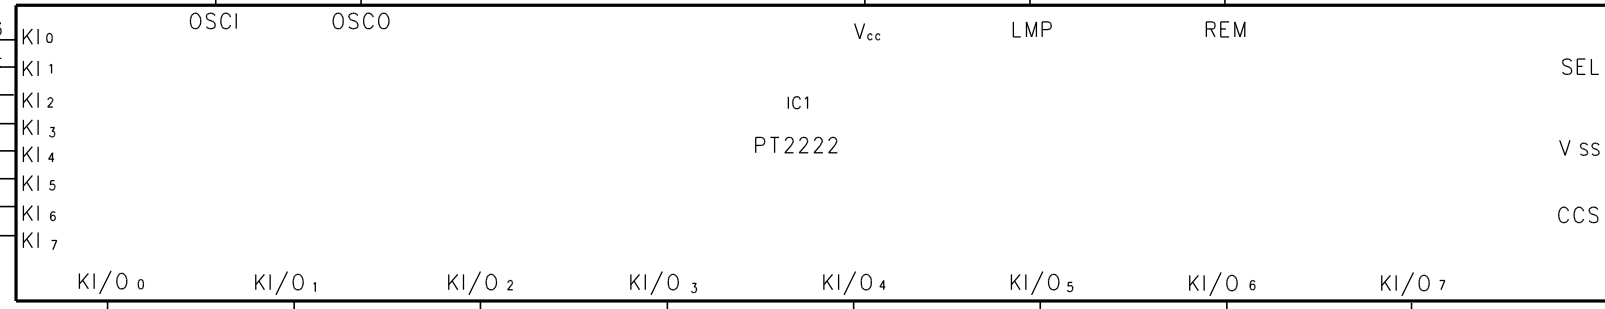 OSCI OSCO Vcc LMP REM
KI0
KI1
KI2
KI3
KI4
KI5
KI6
KI7
SEL
IC1
PT2222
Vss
CCS
KI/O0 KI/O1 KI/O2 KI/O3 KI/O4 KI/O5 KI/O6 KI/O7